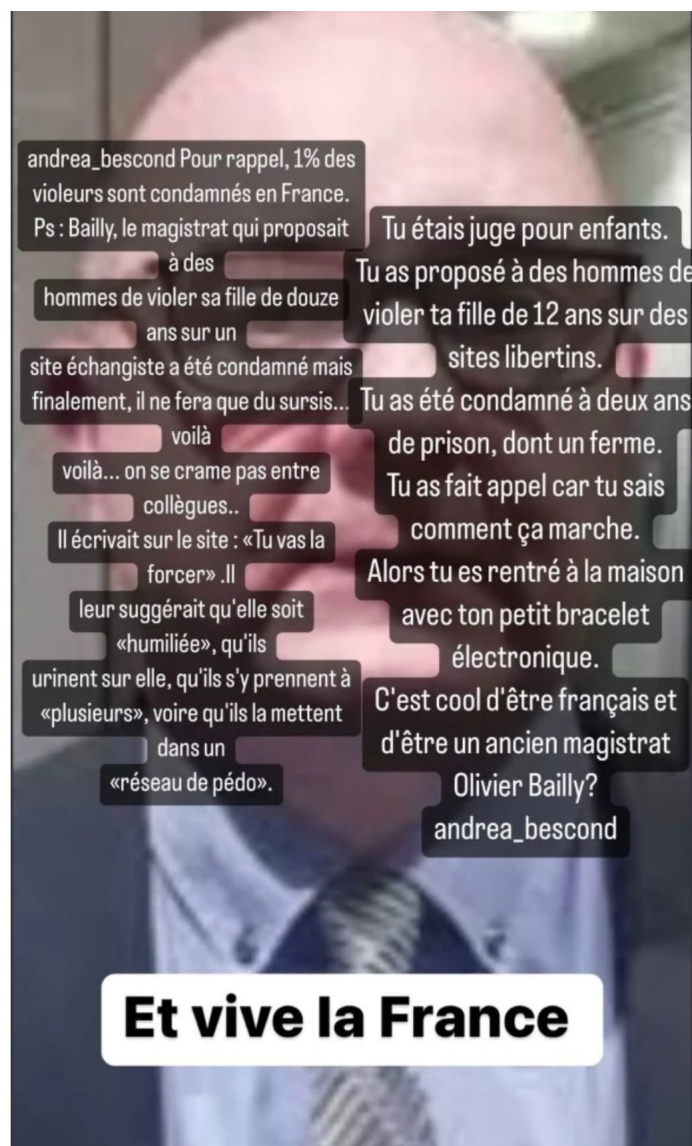 andrea_bescond Pour rappel, 1% des
violeurs sont condamnés en France.
Ps : Bailly, le magistrat qui proposait
à des
hommes de violer sa fille de douze
ans sur un
site échangiste a été condamné mais
finalement, il ne fera que du sursis...
voilà
voilà... on se crame pas entre
collègues..
Il écrivait sur le site : «Tu vas la
forcer» .Il
leur suggérait qu'elle soit
«humiliée», qu'ils
urinent sur elle, qu'ils s'y prennent à
«plusieurs», voire qu'ils la mettent
dans un
«réseau de pédo».
Tu étais juge pour enfants.
Tu as proposé à des hommes de
violer ta fille de 12 ans sur des
sites libertins.
Tu as été condamné à deux ans
de prison, dont un ferme.
Tu as fait appel car tu sais
comment ça marche.
Alors tu es rentré à la maison
avec ton petit bracelet
électronique.
C'est cool d'être français et
d'être un ancien magistrat
Olivier Bailly?
andrea_bescond
Et vive la France